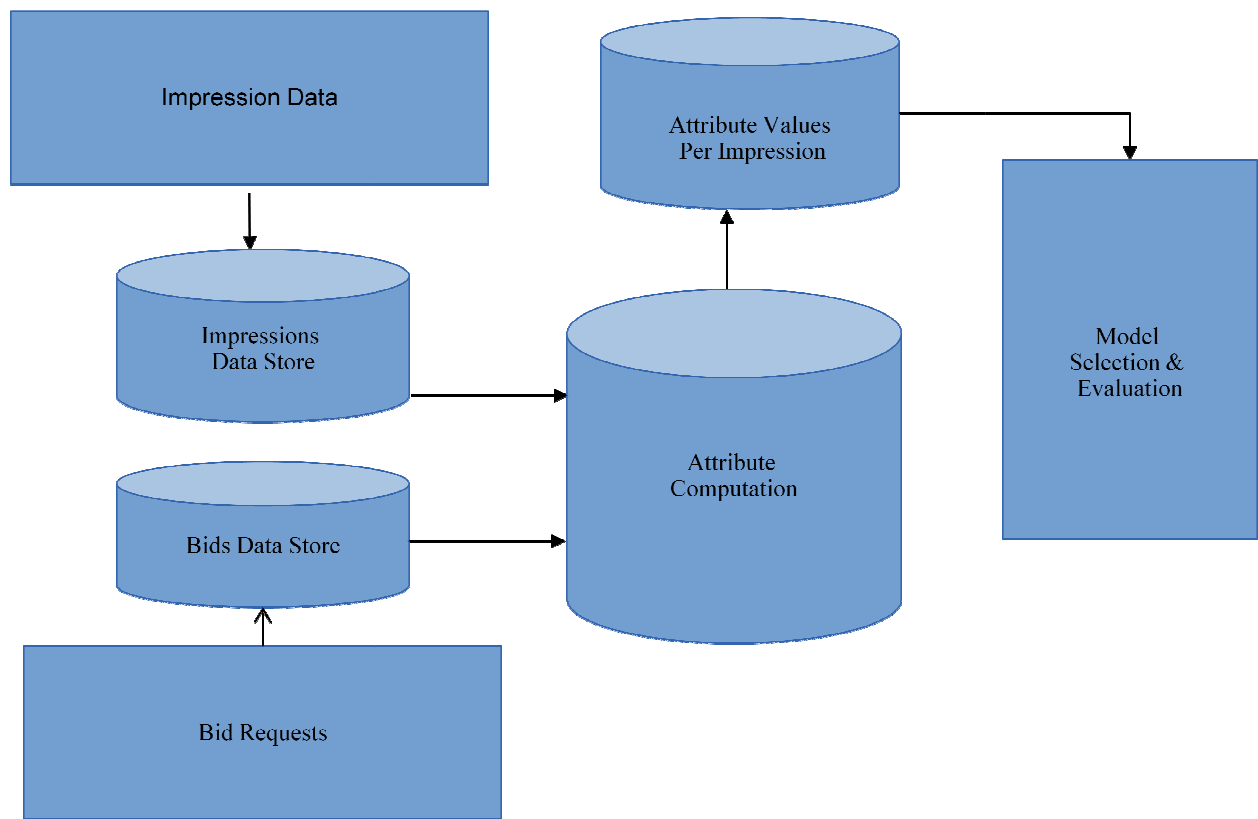 Impression Data
Attribute Values
Per Impression
Impressions
Data Store
Model
Selection &
Evaluation
Attribute
Computation
Bids Data Store
Bid Requests